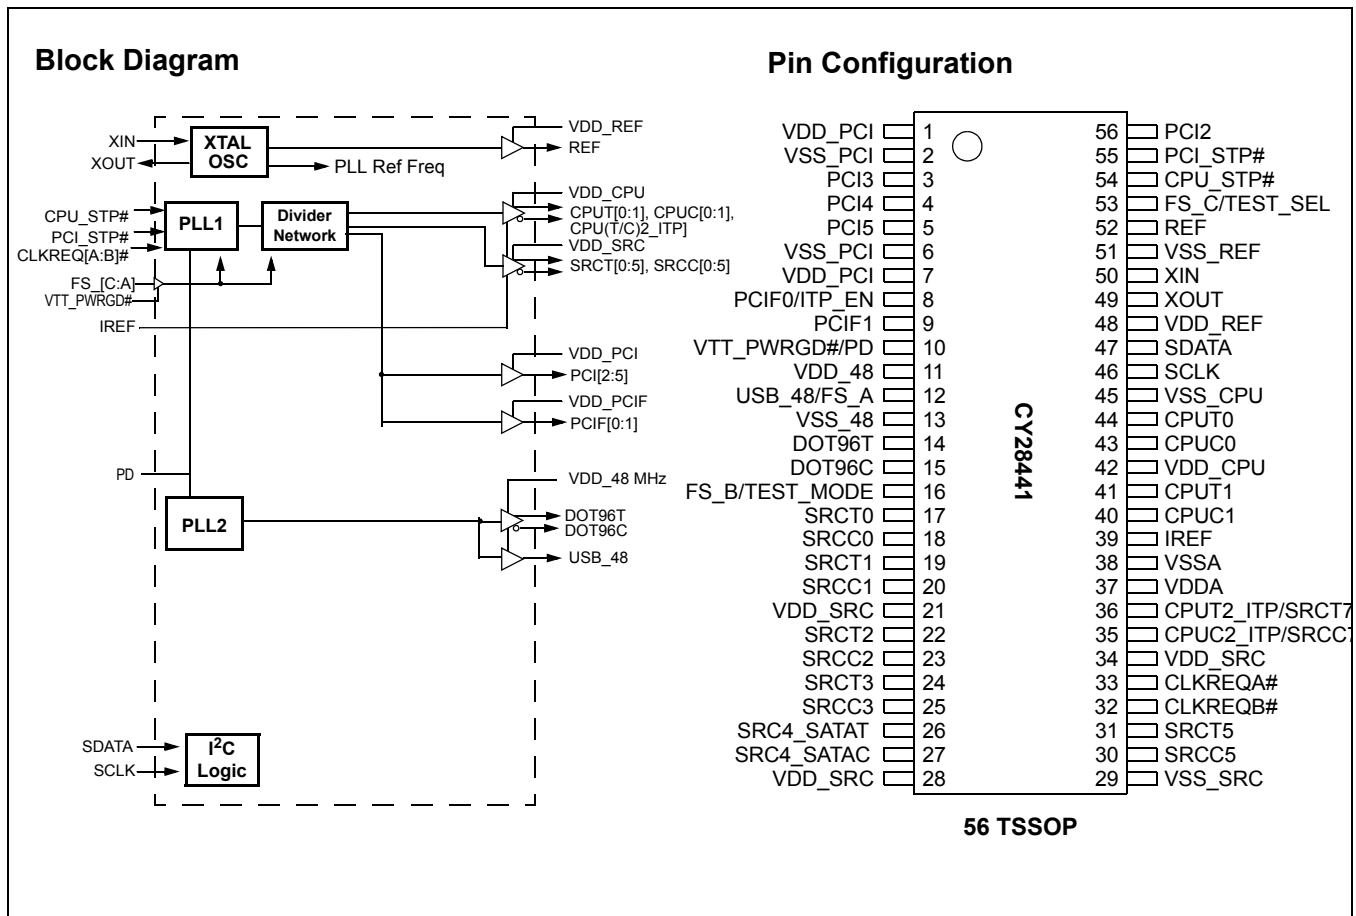 Block Diagram
XIN
XOUT
XTAL
OSC
VDD_REF
REF
PLL Ref Freq
CPU_STP#
PCI_STP#
CLKREQ[A:B]#
FS_[C:A]
VTT_PWRGD#
IREF
PLL1
Divider
Network
VDD_CPU
CPUT[0:1], CPUC[0:1],
CPU(T/C)2_ITP]
VDD_SRC
SRCT[0:5], SRCC[0:5]
VDD_PCI
PCI[2:5]
VDD_PCIF
PCIF[0:1]
PD
PLL2
VDD_48 MHz
DOT96T
DOT96C
USB_48
SDATA
SCLK
I2C
Logic
Pin Configuration
VDD_PCI 1
VSS_PCI 2
PCI3 3
PCI4 4
PCI5 5
VSS_PCI 6
VDD_PCI 7
PCIF0/ITP_EN 8
PCIF1 9
VTT_PWRGD#/PD 10
VDD_48 11
USB_48/FS_A 12
VSS_48 13
DOT96T 14
DOT96C 15
FS_B/TEST_MODE 16
SRCT0 17
SRCC0 18
SRCT1 19
SRCC1 20
VDD_SRC 21
SRCT2 22
SRCC2 23
SRCT3 24
SRCC3 25
SRC4_SATAT 26
SRC4_SATAC 27
VDD_SRC 28
CY28441
56 PCI2
55 PCI_STP#
54 CPU_STP#
53 FS_C/TEST_SEL
52 REF
51 VSS_REF
50 XIN
49 XOUT
48 VDD_REF
47 SDATA
46 SCLK
45 VSS_CPU
44 CPUT0
43 CPUC0
42 VDD_CPU
41 CPUT1
40 CPUC1
39 IREF
38 VSSA
37 VDDA
36 CPUT2_ITP/SRCT7
35 CPUC2_ITP/SRCC7
34 VDD_SRC
33 CLKREQA#
32 CLKREQB#
31 SRCT5
30 SRCC5
29 VSS_SRC
56 TSSOP